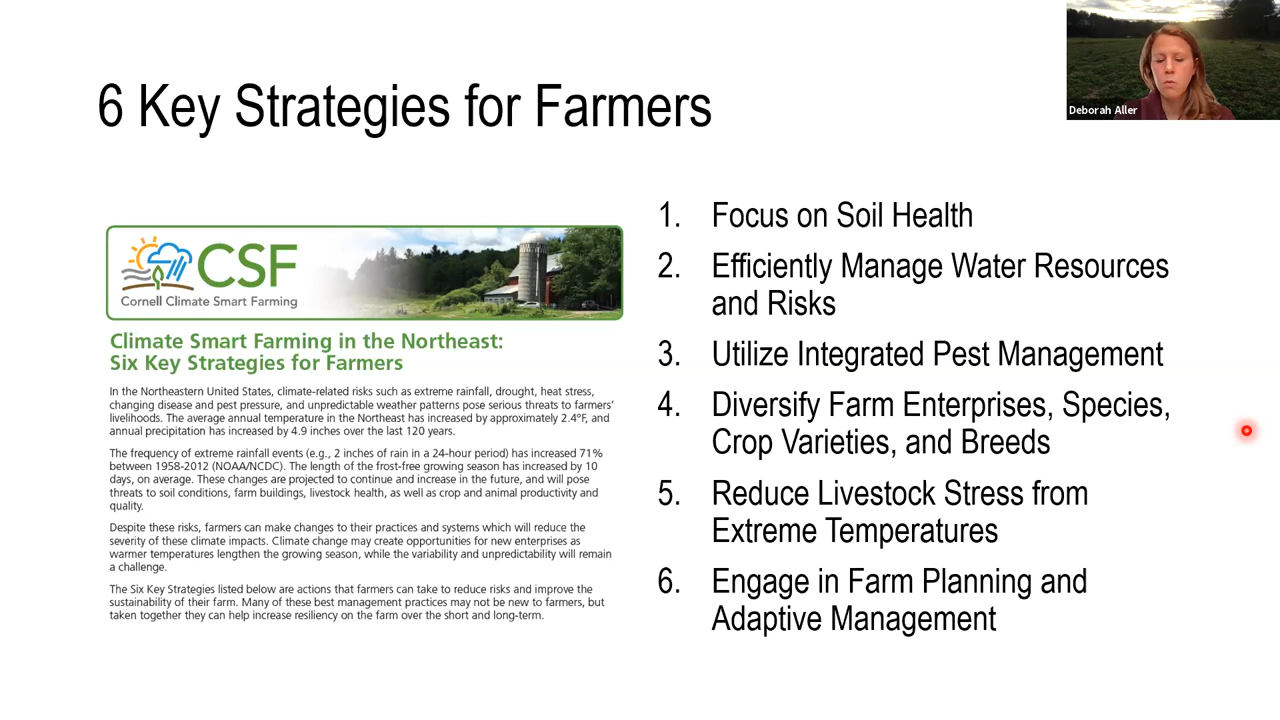 6 Key Strategies for Farmers
Deborah Aller
CSF
Cornell Climate Smart Farming
Climate Smart Farming in the Northeast:
Six Key Strategies for Farmers
In the Northeastern United States, climate-related risks such as extreme rainfall, drought, heat stress,
changing disease and pest pressure, and unpredictable weather patterns pose serious threats to farmers'
livelihoods. The average annual temperature in the Northeast has increased by approximately 2.4°F, and
annual precipitation has increased by 4.9 inches over the last 120 years.
The frequency of extreme rainfall events (e.g., 2 inches of rain in a 24-hour period) has increased 71%
between 1958-2012 (NOAA/NCDC). The length of the frost-free growing season has increased by 10
days, on average. These changes are projected to continue and increase in the future, and will pose
threats to soil conditions, farm buildings, livestock health, as well as crop and animal productivity and
quality.
Despite these risks, farmers can make changes to their practices and systems which will reduce the
severity of these climate impacts. Climate change may create opportunities for new enterprises as
warmer temperatures lengthen the growing season, while the variability and unpredictability will remain
a challenge.
The Six Key Strategies listed below are actions that farmers can take to reduce risks and improve the
sustainability of their farm. Many of these best management practices may not be new to farmers, but
taken together they can help increase resiliency on the farm over the short and long-term.
1. Focus on Soil Health
2. Efficiently Manage Water Resources
and Risks
3. Utilize Integrated Pest Management
4. Diversify Farm Enterprises, Species,
Crop Varieties, and Breeds
5. Reduce Livestock Stress from
Extreme Temperatures
6. Engage in Farm Planning and
Adaptive Management